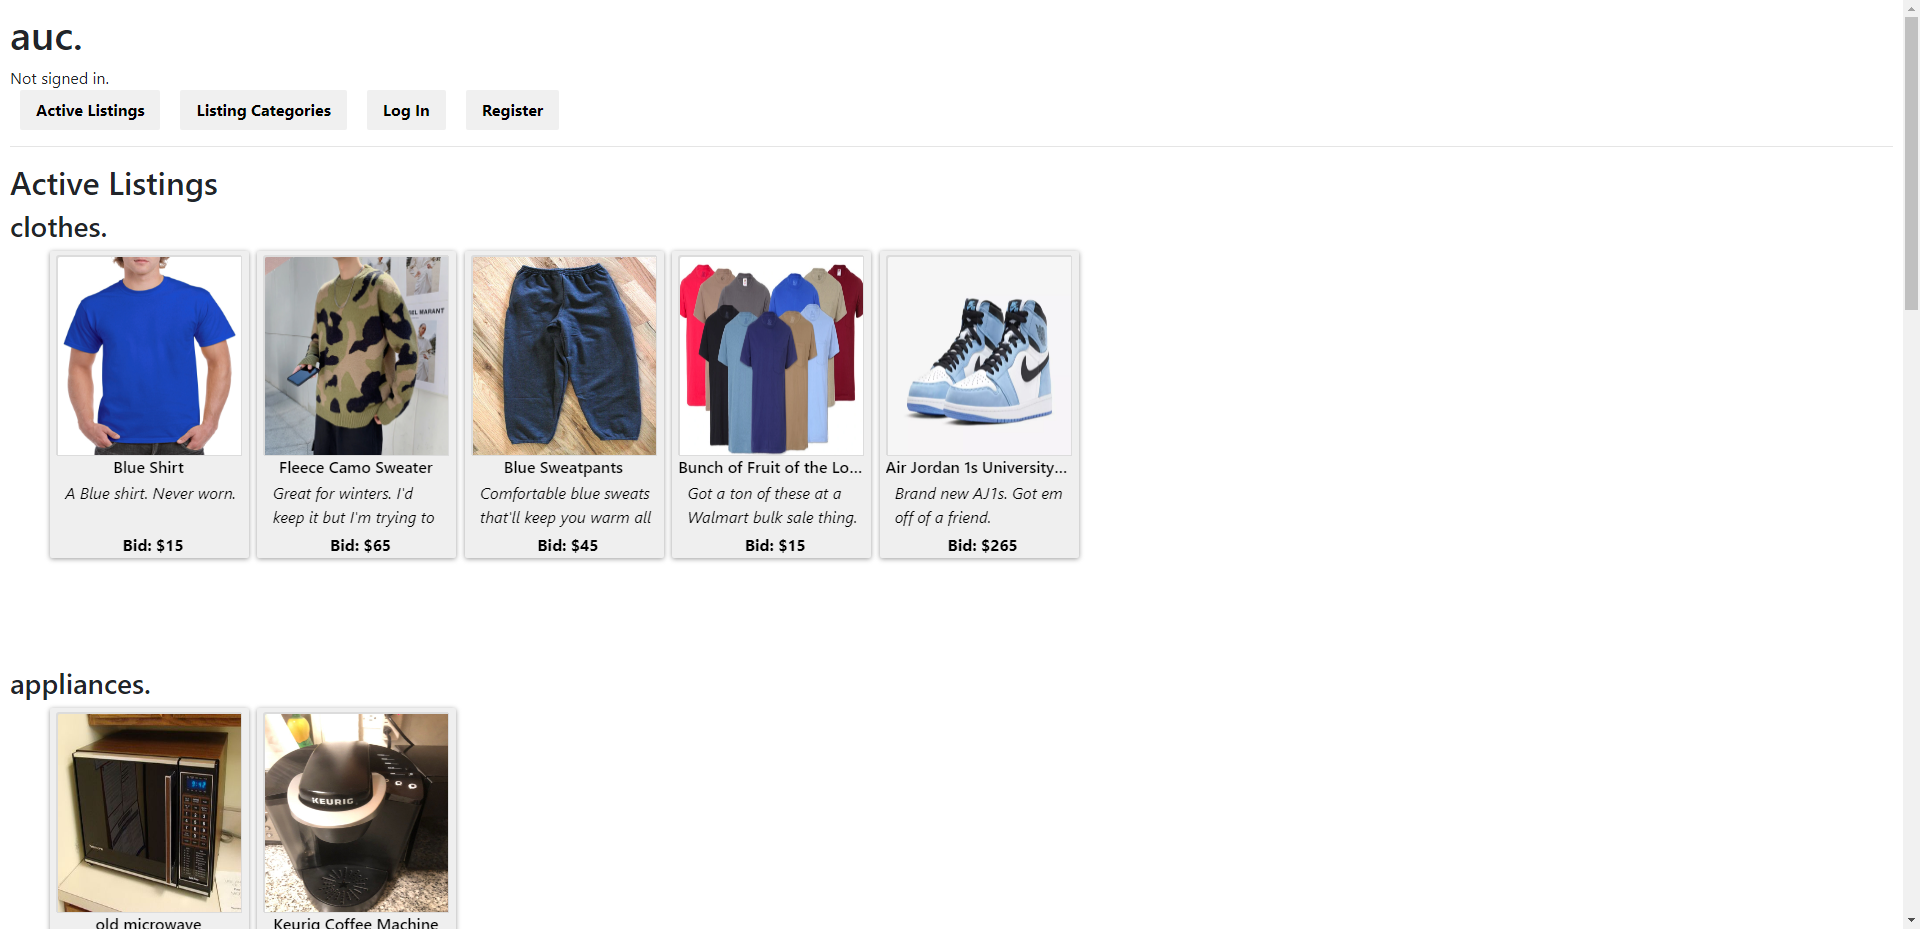 auc.
Not signed in.
Active Listings
Listing Categories
Log In
Register
Active Listings
clothes.
Blue Shirt
A Blue shirt. Never worn.
Bid: $15
Fleece Camo Sweater
Great for winters. I'd
keep it but I'm trying to
Bid: $65
Blue Sweatpants
Comfortable blue sweats
that'll keep you warm all
Bid: $45
Bunch of Fruit of the Lo...
Got a ton of these at a
Walmart bulk sale thing.
Bid: $15
Air Jordan 1s University...
Brand new AJ1s. Got em
off of a friend.
Bid: $265
appliances.
old microwave
KEURIG
Keurig Coffee Machine